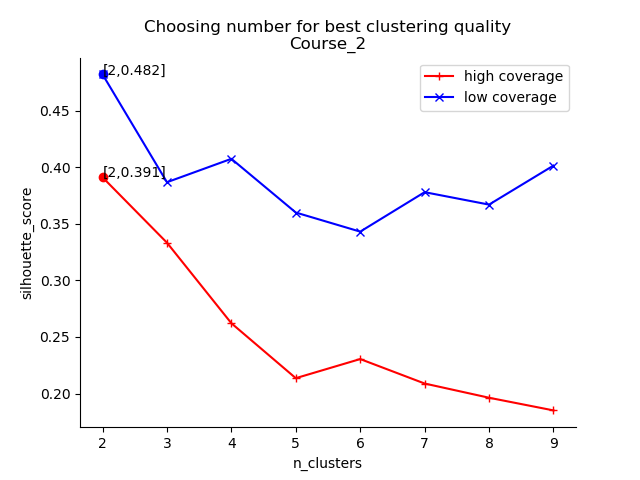 Choosing number for best clustering quality
Course_2
high coverage
low coverage
[2,0.482]
[2,0.391]
silhouette_score
0.45
0.40
0.35
0.30
0.25
0.20
2 3 4 5 6 7 8 9
n_clusters